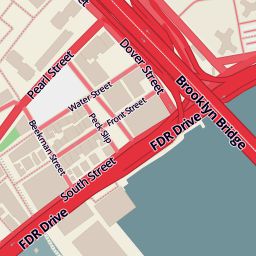 Pearl Street
Dover Street
Brooklyn Bridge
Water Street
Front Street
Peck Slip
Beekman Street
South Street
FDR Drive
FDR Drive